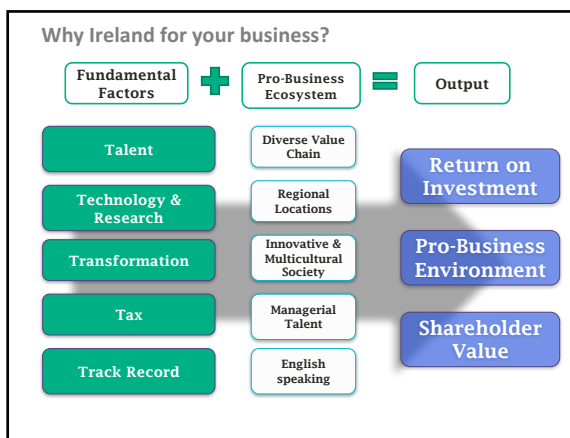 Why Ireland for your business?
Fundamental
Factors
Pro-Business
Ecosystem
Output
Talent
Technology &
Research
Transformation
Tax
Track Record
Diverse Value
Chain
Regional
Locations
Innovative &
Multicultural
Society
Managerial
Talent
English
speaking
Return on
Investment
Pro-Business
Environment
Shareholder
Value